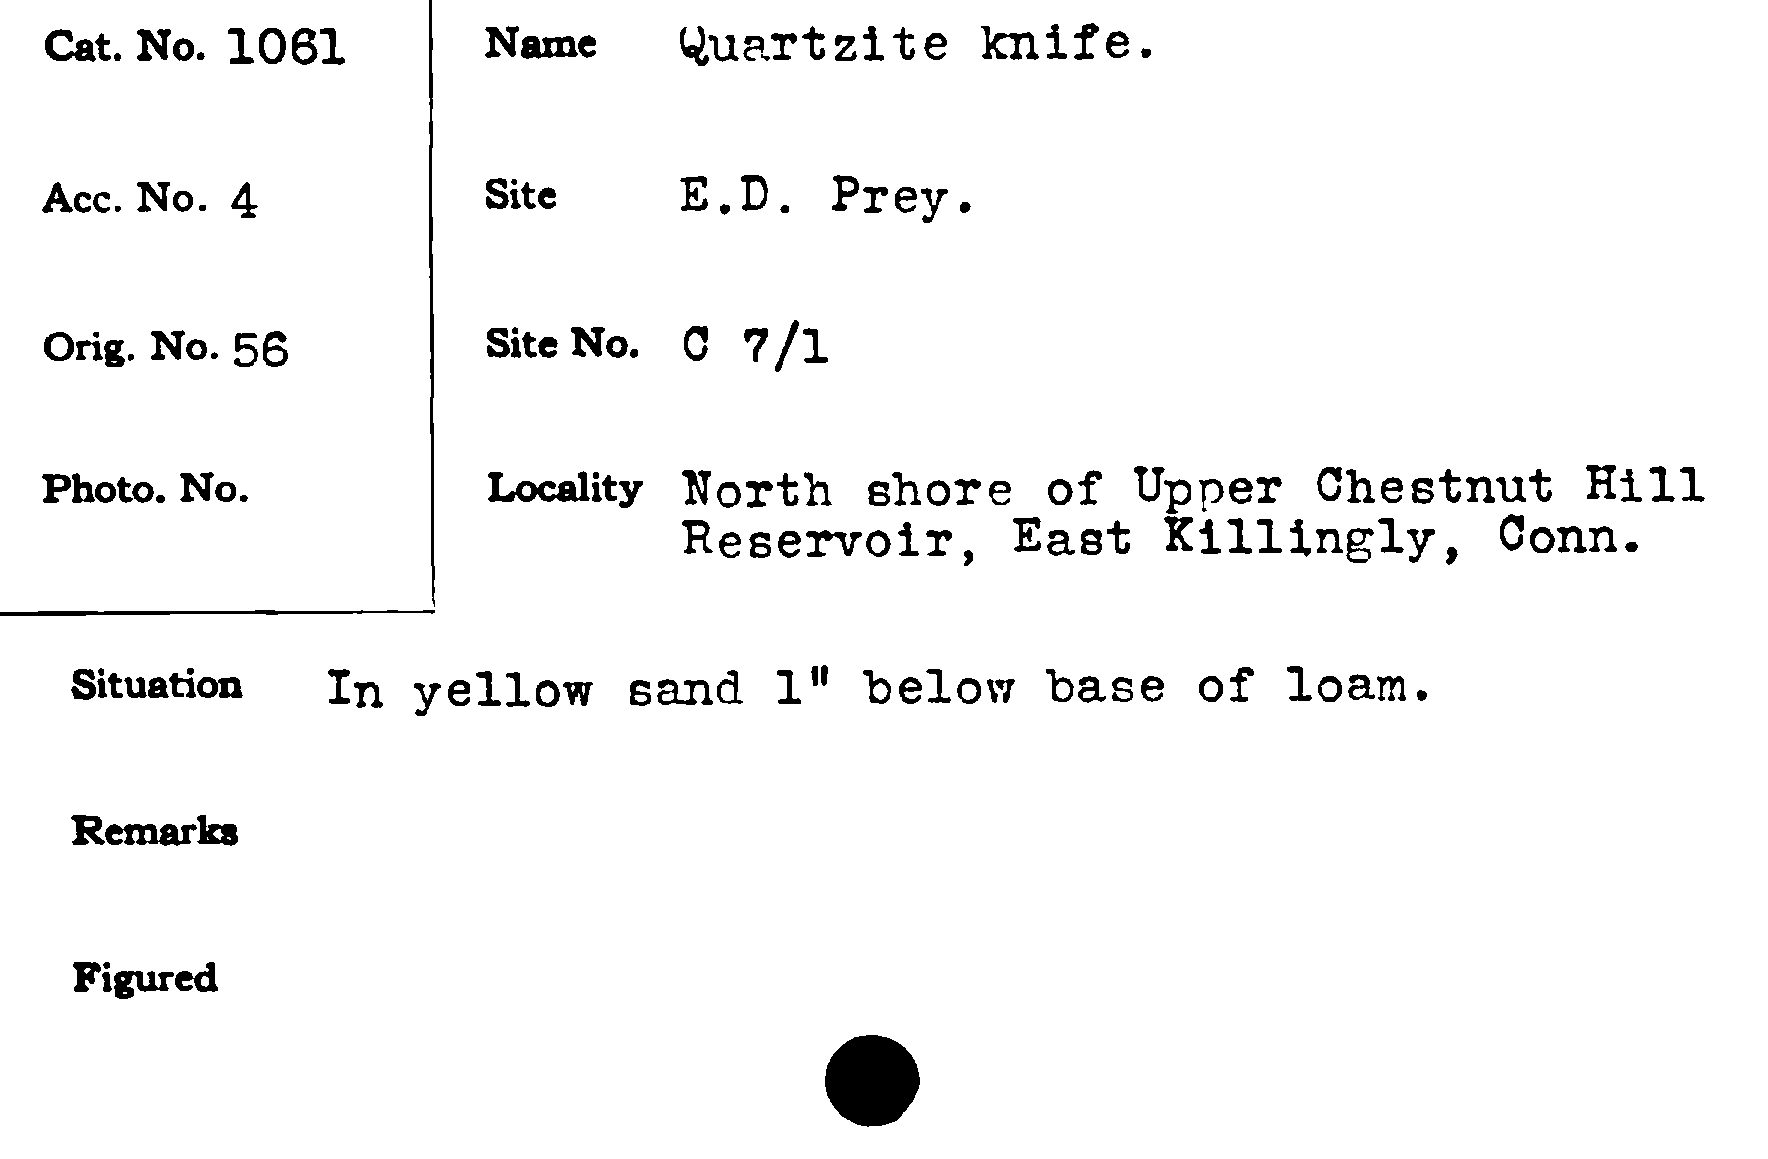 Cat. No. 1061
Name Quartzite knife.
Acc. No. 4
Site E.D. Prey.
Orig. No. 56
Site No. C 7/1
Photo. No.
Locality North shore of Upper Chestnut Hill
Reservoir, East Killingly, Conn.
Situation In yellow sand 1" below base of loam.
Remarks
Figured